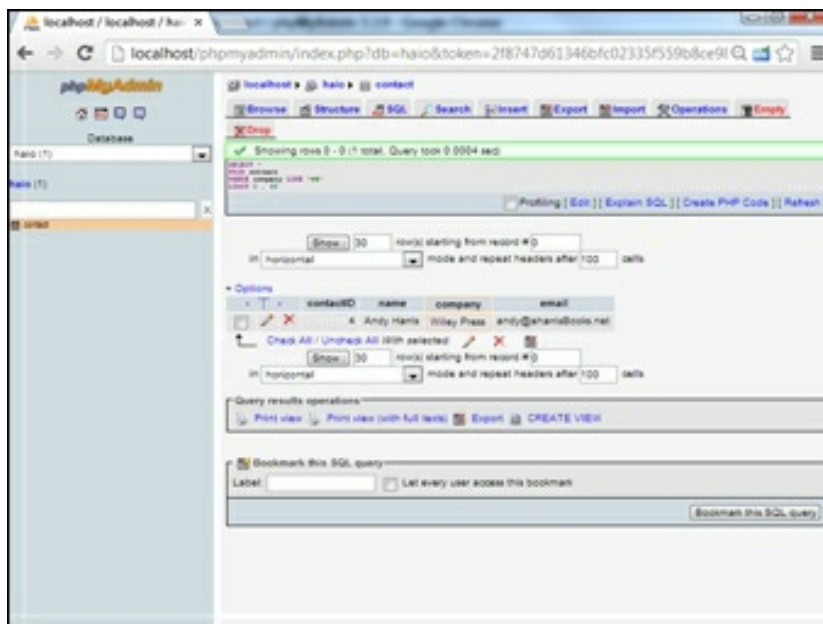 localhost / localhost / ha
localhost/phpmyadmin/index.php?db=haio&token=2f8747d61346bfc02335f559b8ce9
phpMyAdmin
Database
haio (1)
haio (1)
contact
localhost haio contact
Browse Structure SQL Search Insert Export Import Operations Empty
Drop
Showing rows 0 - 0 (1 total, Query took 0.0004 sec)
Profiling [ Edit ] [ Explain SQL ] [ Create PHP Code ] [ Refresh
Show : 30 row(s) starting from record # 0
in horizontal mode and repeat headers after 100 cells
+ Options
← T → contactID name company email
4 Andy Harris Wiley Press andy@aharrisBooks.net
Check All / Uncheck All With selected:
Show : 30 row(s) starting from record # 0
in horizontal mode and repeat headers after 100 cells
Query results operations
Print view Print view (with full texts) Export CREATE VIEW
Bookmark this SQL query
Label: Let every user access this bookmark
Bookmark this SQL query